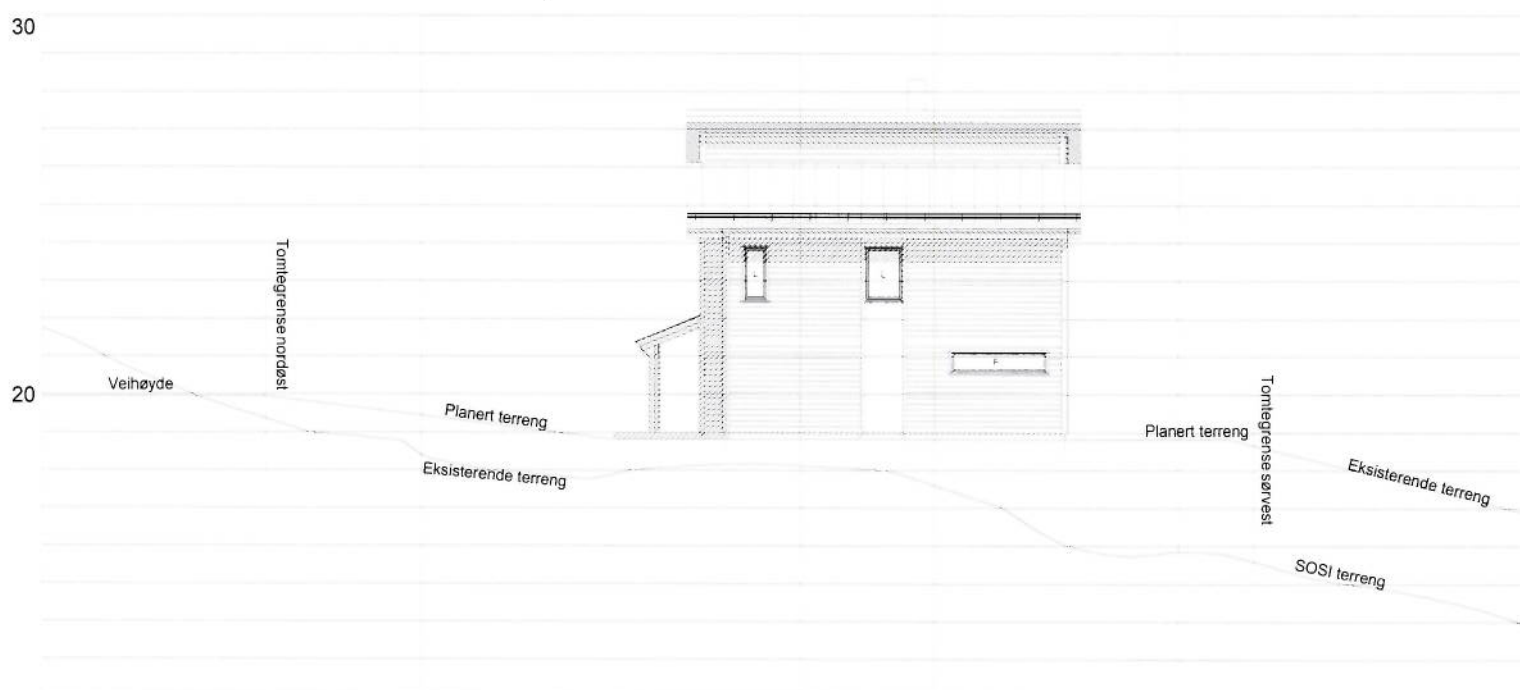 30
Tomtegrense nordøst
Veihøyde
20
Planert terreng
Eksisterende terreng
L
L
F
Planert terreng
Tomtegrense sørvest
Eksisterende terreng
SOSI terreng